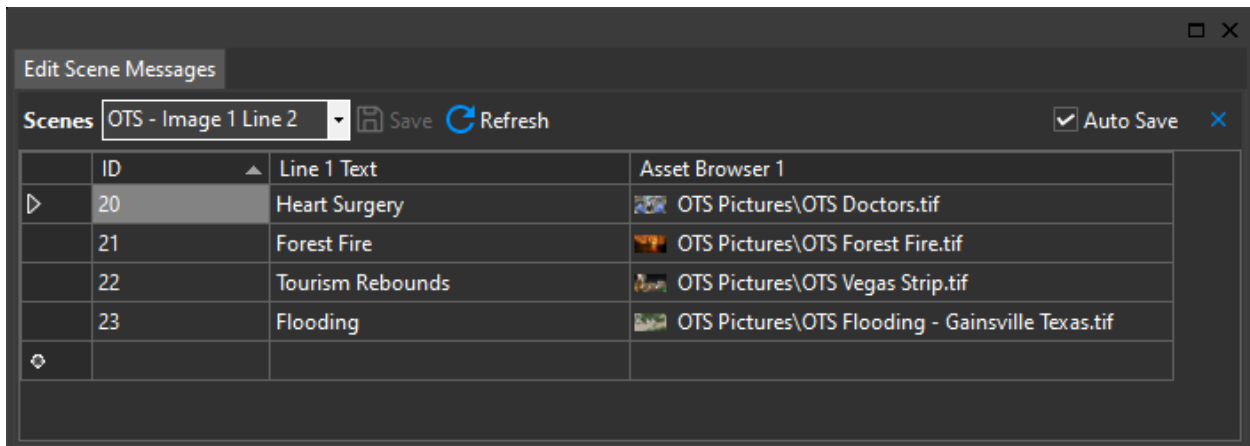 Edit Scene Messages
Scenes OTS - Image 1 Line 2 Save Refresh Auto Save
ID Line 1 Text Asset Browser 1
20 Heart Surgery OTS Pictures\OTS Doctors.tif
21 Forest Fire OTS Pictures\OTS Forest Fire.tif
22 Tourism Rebounds OTS Pictures\OTS Vegas Strip.tif
23 Flooding OTS Pictures\OTS Flooding - Gainsville Texas.tif